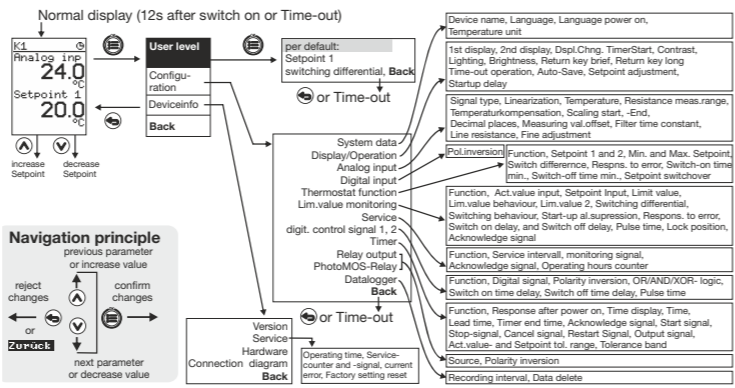 Normal display (12s after switch on or Time-out)
K1
Analog inp
24.0
°C
Setpoint 1
20.0
°C
increase
Setpoint
decrease
Setpoint
User level
Configu-
ration
Deviceinfo
Back
per default:
Setpoint 1
switching differential, Back
or Time-out
System data
Display/Operation
Analog input
Digital input
Thermostat function
Lim.value monitoring
Service
digit. control signal 1, 2
Timer
Relay output
PhotoMOS-Relay
Datalogger
Back
or Time-out
Device name, Language, Language power on,
Temperature unit
1st display, 2nd display, Dspl.Chng. TimerStart, Contrast,
Lighting, Brightness, Return key brief, Return key long
Time-out operation, Auto-Save, Setpoint adjustment,
Startup delay
Signal type, Linearization, Temperature, Resistance meas.range,
Temperaturkompensation, Scaling start, -End,
Decimal places, Measuring val.offset, Filter time constant,
Line resistance, Fine adjustment
Pol.inversion
Function, Setpoint 1 and 2, Min. and Max. Setpoint,
Switch differernce, Respns. to error, Switch-on time
min., Switch-off time min., Setpoint switchover
Function, Act.value input, Setpoint Input, Limit value,
Lim.value behaviour, Lim.value 2, Switching differential,
Switching behaviour, Start-up al.supression, Respons. to error,
Switch on delay, and Switch off delay, Pulse time, Lock position,
Acknowledge signal
Function, Service intervall, monitoring signal,
Acknowledge signal, Operating hours counter
Function, Digital signal, Polarity inversion, OR/AND/XOR- logic,
Switch on time delay, Switch off time delay, Pulse time
Function, Response after power on, Time display, Time,
Lead time, Timer end time, Acknowledge signal, Start signal,
Stop-signal, Cancel signal, Restart Signal, Output signal,
Act.value- and Setpoint tol. range, Tolerance band
Source, Polarity inversion
Recording interval, Data delete
Navigation principle
previous parameter
or increase value
reject
changes
or
Zurück
confirm
changes
next parameter
or decrease value
Version
Service
Hardware
Connection diagram
Back
Operating time, Service-
counter and -signal, current
error, Factory setting reset